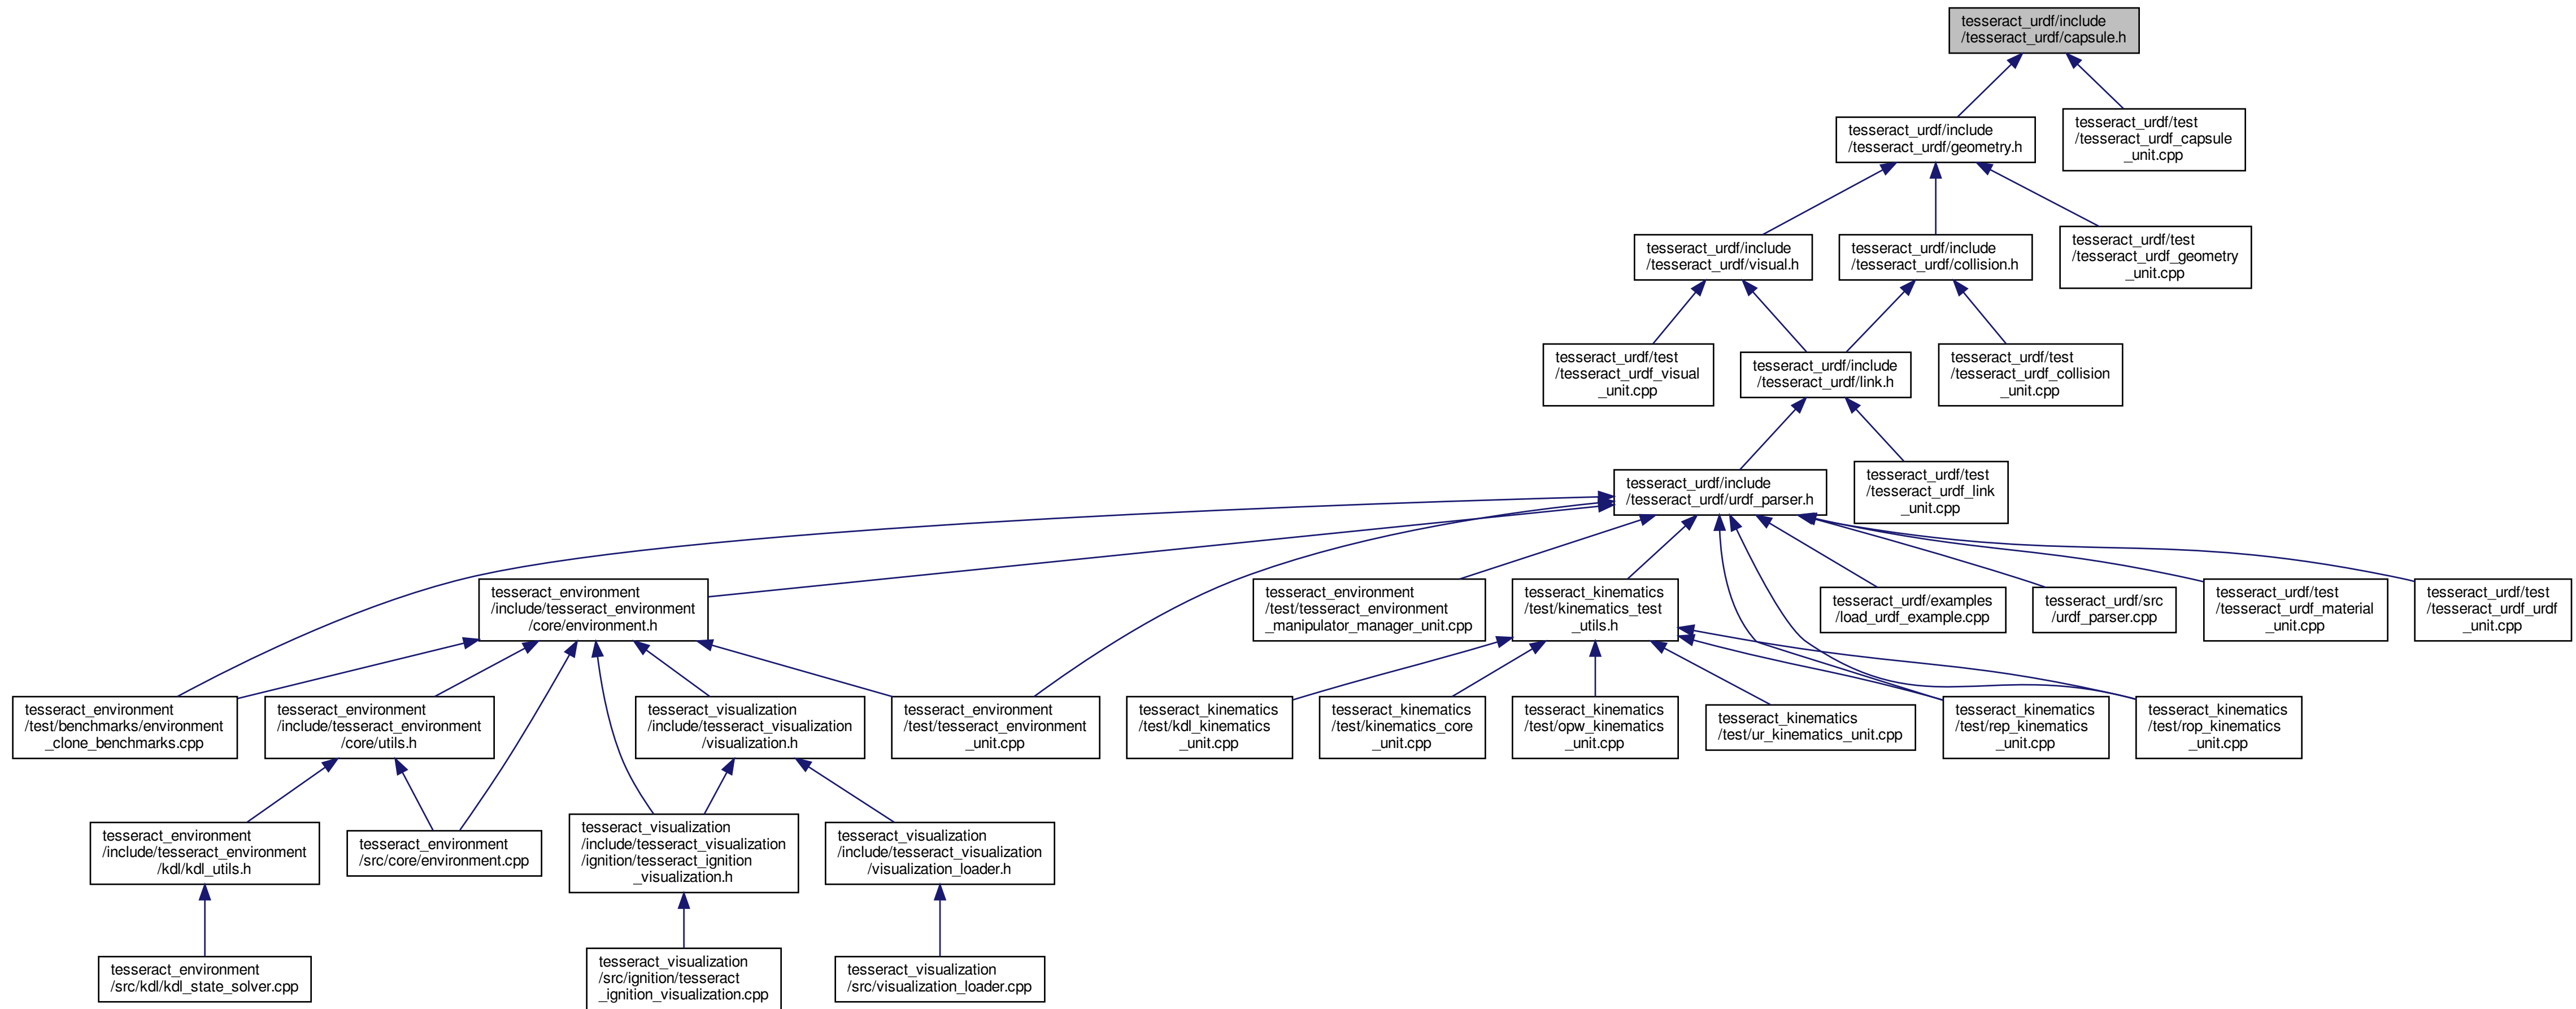 tesseract_urdf/include
/tesseract_urdf/capsule.h
tesseract_urdf/include
/tesseract_urdf/geometry.h
tesseract_urdf/test
/tesseract_urdf_capsule
_unit.cpp
tesseract_urdf/include
/tesseract_urdf/visual.h
tesseract_urdf/include
/tesseract_urdf/collision.h
tesseract_urdf/test
/tesseract_urdf_geometry
_unit.cpp
tesseract_urdf/test
/tesseract_urdf_visual
_unit.cpp
tesseract_urdf/include
/tesseract_urdf/link.h
tesseract_urdf/test
/tesseract_urdf_collision
_unit.cpp
tesseract_urdf/include
/tesseract_urdf/urdf_parser.h
tesseract_urdf/test
/tesseract_urdf_link
_unit.cpp
tesseract_environment
/include/tesseract_environment
/core/environment.h
tesseract_environment
/test/tesseract_environment
_manipulator_manager_unit.cpp
tesseract_kinematics
/test/kinematics_test
_utils.h
tesseract_urdf/examples
/load_urdf_example.cpp
tesseract_urdf/src
/urdf_parser.cpp
tesseract_urdf/test
/tesseract_urdf_material
_unit.cpp
tesseract_urdf/test
/tesseract_urdf_urdf
_unit.cpp
tesseract_environment
/test/benchmarks/environment
_clone_benchmarks.cpp
tesseract_environment
/include/tesseract_environment
/core/utils.h
tesseract_visualization
/include/tesseract_visualization
/visualization.h
tesseract_environment
/test/tesseract_environment
_unit.cpp
tesseract_kinematics
/test/kdl_kinematics
_unit.cpp
tesseract_kinematics
/test/kinematics_core
_unit.cpp
tesseract_kinematics
/test/opw_kinematics
_unit.cpp
tesseract_kinematics
/test/ur_kinematics_unit.cpp
tesseract_kinematics
/test/rep_kinematics
_unit.cpp
tesseract_kinematics
/test/rop_kinematics
_unit.cpp
tesseract_environment
/include/tesseract_environment
/kdl/kdl_utils.h
tesseract_environment
/src/core/environment.cpp
tesseract_visualization
/include/tesseract_visualization
/ignition/tesseract_ignition
_visualization.h
tesseract_visualization
/include/tesseract_visualization
/visualization_loader.h
tesseract_environment
/src/kdl/kdl_state_solver.cpp
tesseract_visualization
/src/ignition/tesseract
_ignition_visualization.cpp
tesseract_visualization
/src/visualization_loader.cpp